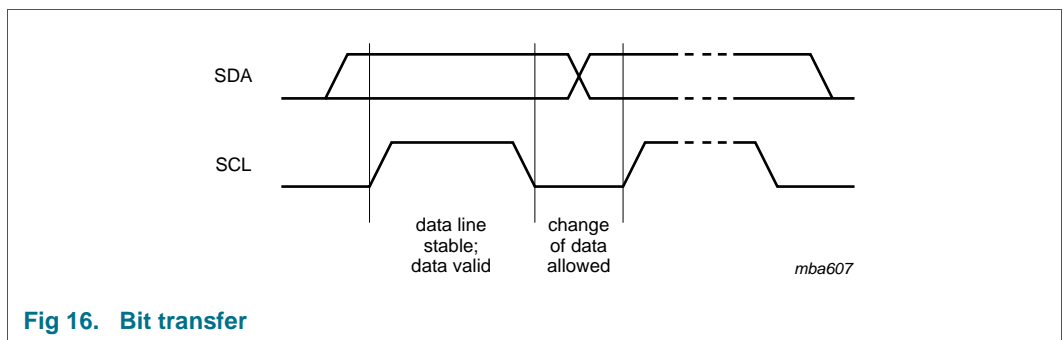 SDA
SCL
data line
stable;
data valid
change
of data
allowed
mba607
Fig 16. Bit transfer